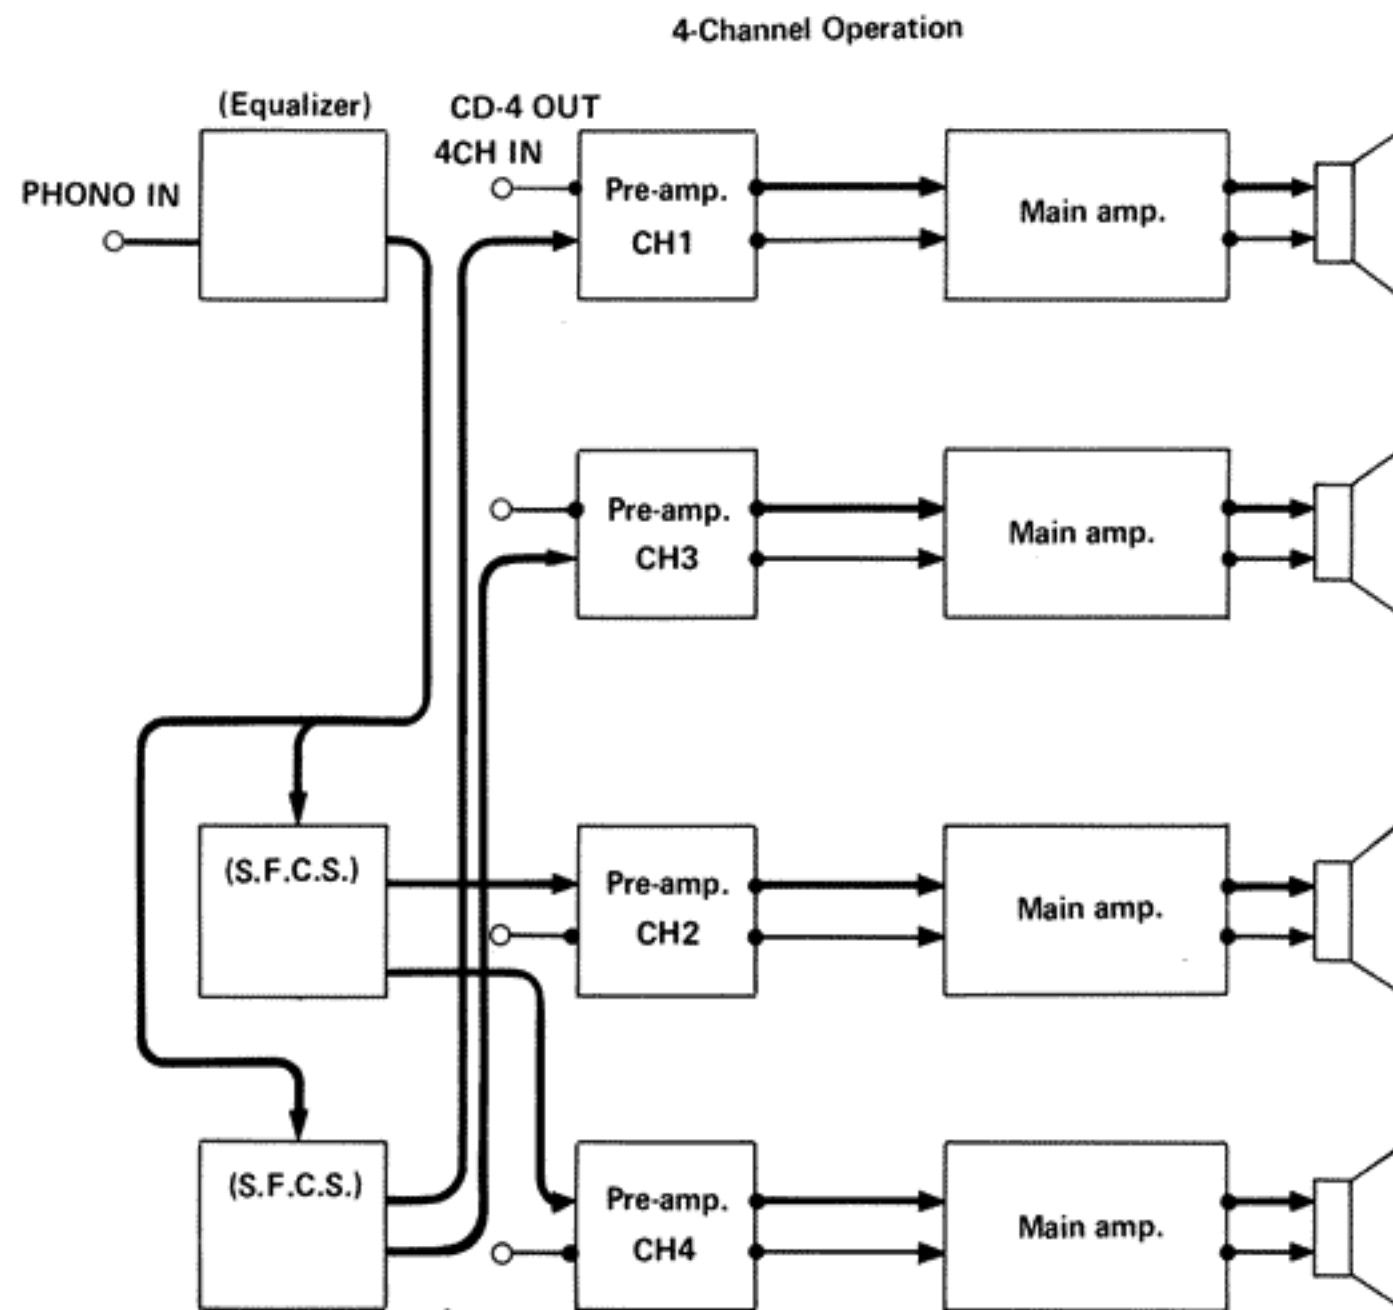 4-Channel Operation
(Equalizer)
CD-4 OUT
4CH IN
PHONO IN
Pre-amp.
CH1
Main amp.
Pre-amp.
CH3
Main amp.
(S.F.C.S.)
Pre-amp.
CH2
Main amp.
(S.F.C.S.)
Pre-amp.
CH4
Main amp.